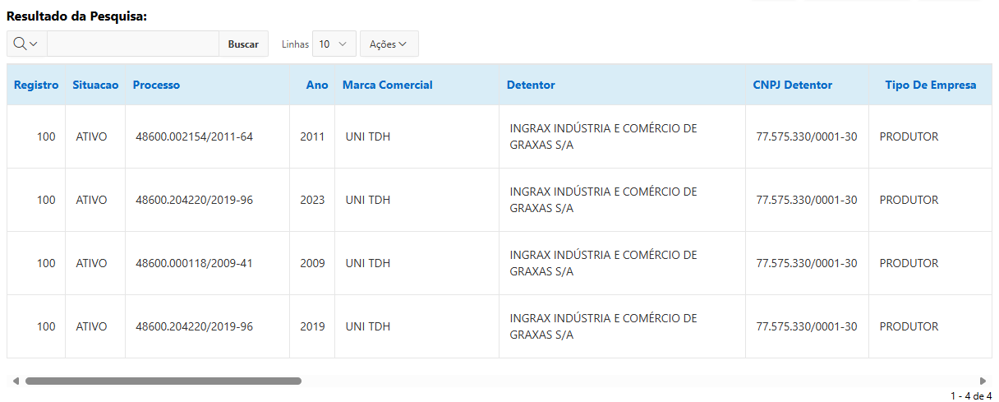 Resultado da Pesquisa:
Buscar Linhas 10 Ações
Registro Situacao Processo Ano Marca Comercial Detentor CNPJ Detentor Tipo De Empresa
100 ATIVO 48600.002154/2011-64 2011 UNI TDH INGRAX INDÚSTRIA E COMÉRCIO DE GRAXAS S/A 77.575.330/0001-30 PRODUTOR
100 ATIVO 48600.204220/2019-96 2023 UNI TDH INGRAX INDÚSTRIA E COMÉRCIO DE GRAXAS S/A 77.575.330/0001-30 PRODUTOR
100 ATIVO 48600.000118/2009-41 2009 UNI TDH INGRAX INDÚSTRIA E COMÉRCIO DE GRAXAS S/A 77.575.330/0001-30 PRODUTOR
100 ATIVO 48600.204220/2019-96 2019 UNI TDH INGRAX INDÚSTRIA E COMÉRCIO DE GRAXAS S/A 77.575.330/0001-30 PRODUTOR
1 - 4 de 4